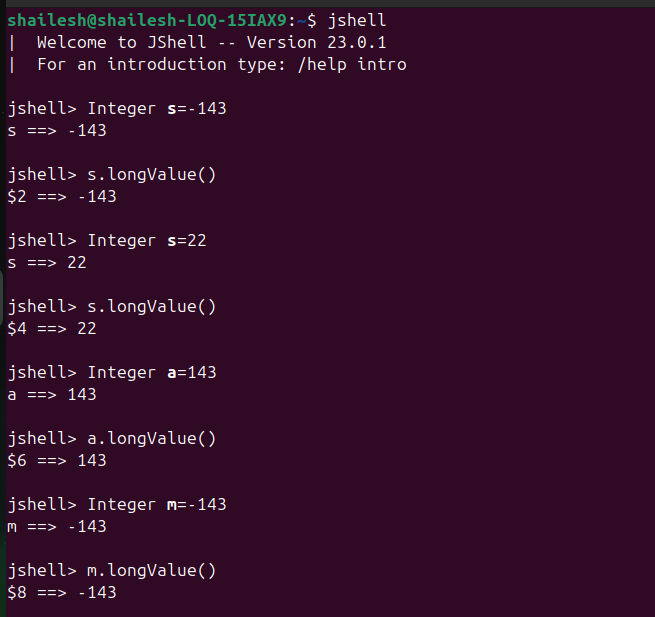 shailesh@shailesh-LOQ-15IAX9:~$ jshell
|  Welcome to JShell -- Version 23.0.1
|  For an introduction type: /help intro

jshell> Integer s=-143
s ==> -143

jshell> s.longValue()
$2 ==> -143

jshell> Integer s=22
s ==> 22

jshell> s.longValue()
$4 ==> 22

jshell> Integer a=143
a ==> 143

jshell> a.longValue()
$6 ==> 143

jshell> Integer m=-143
m ==> -143

jshell> m.longValue()
$8 ==> -143